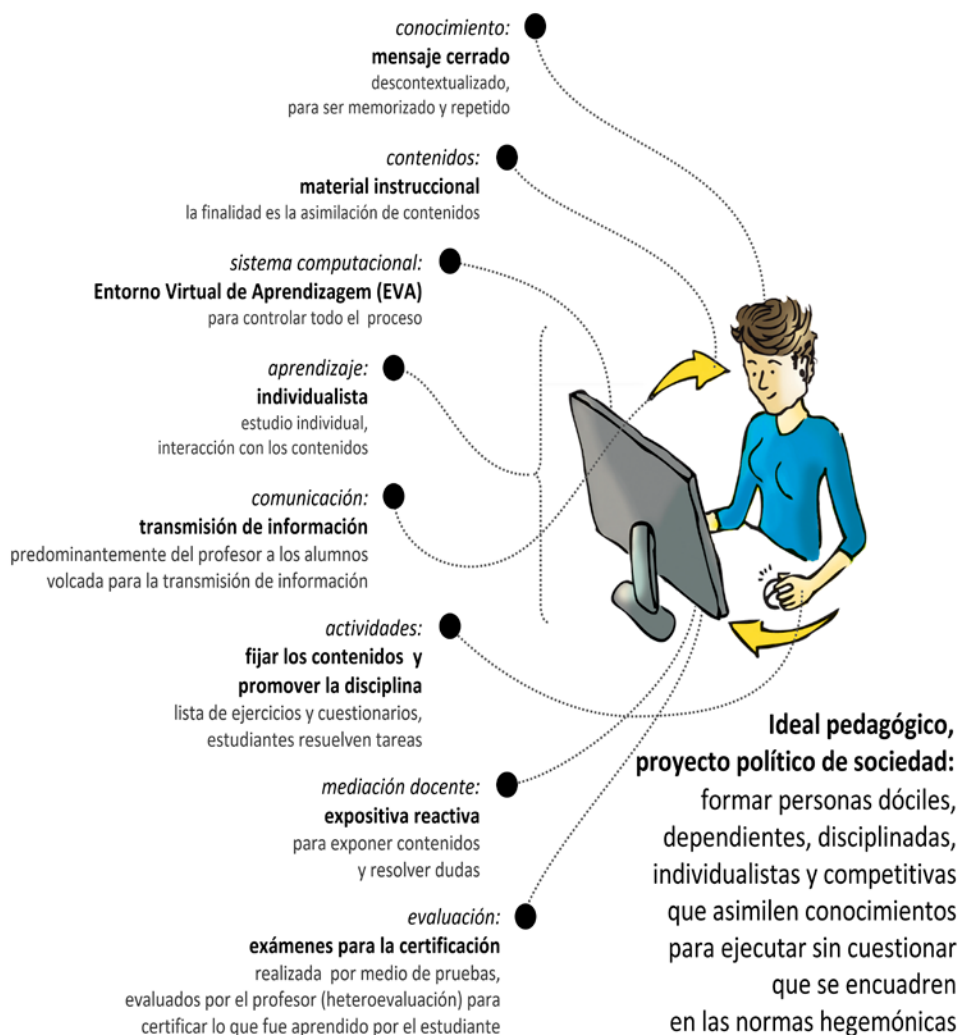 conocimiento:
mensaje cerrado
descontextualizado,
para ser memorizado y repetido
contenidos:
material instruccional
la finalidad es la asimilación de contenidos
sistema computacional:
Entorno Virtual de Aprendizagem (EVA)
para controlar todo el proceso
aprendizaje:
individualista
estudio individual,
interacción con los contenidos
comunicación:
transmisión de información
predominantemente del profesor a los alumnos
volcada para la transmisión de información
actividades:
fijar los contenidos y
promover la disciplina
lista de ejercicios y cuestionarios,
estudiantes resuelven tareas
mediación docente:
expositiva reactiva
para exponer contenidos
y resolver dudas
evaluación:
exámenes para la certificación
realizada por medio de pruebas,
evaluados por el profesor (heteroevaluación) para
certificar lo que fue aprendido por el estudiante
Ideal pedagógico,
proyecto político de sociedad:
formar personas dóciles,
dependientes, disciplinadas,
individualistas y competitivas
que asimilen conocimientos
para ejecutar sin cuestionar
que se encuadren
en las normas hegemónicas